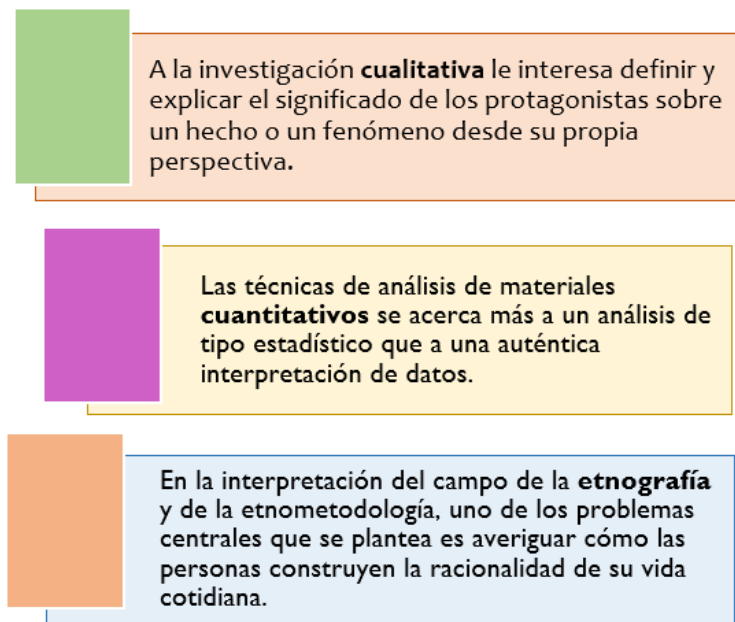 A la investigación cualitativa le interesa definir y
explicar el significado de los protagonistas sobre
un hecho o un fenómeno desde su propia
perspectiva.
Las técnicas de análisis de materiales
cuantitativos se acerca más a un análisis de
tipo estadístico que a una auténtica
interpretación de datos.
En la interpretación del campo de la etnografía
y de la etnometodología, uno de los problemas
centrales que se plantea es averiguar cómo las
personas construyen la racionalidad de su vida
cotidiana.